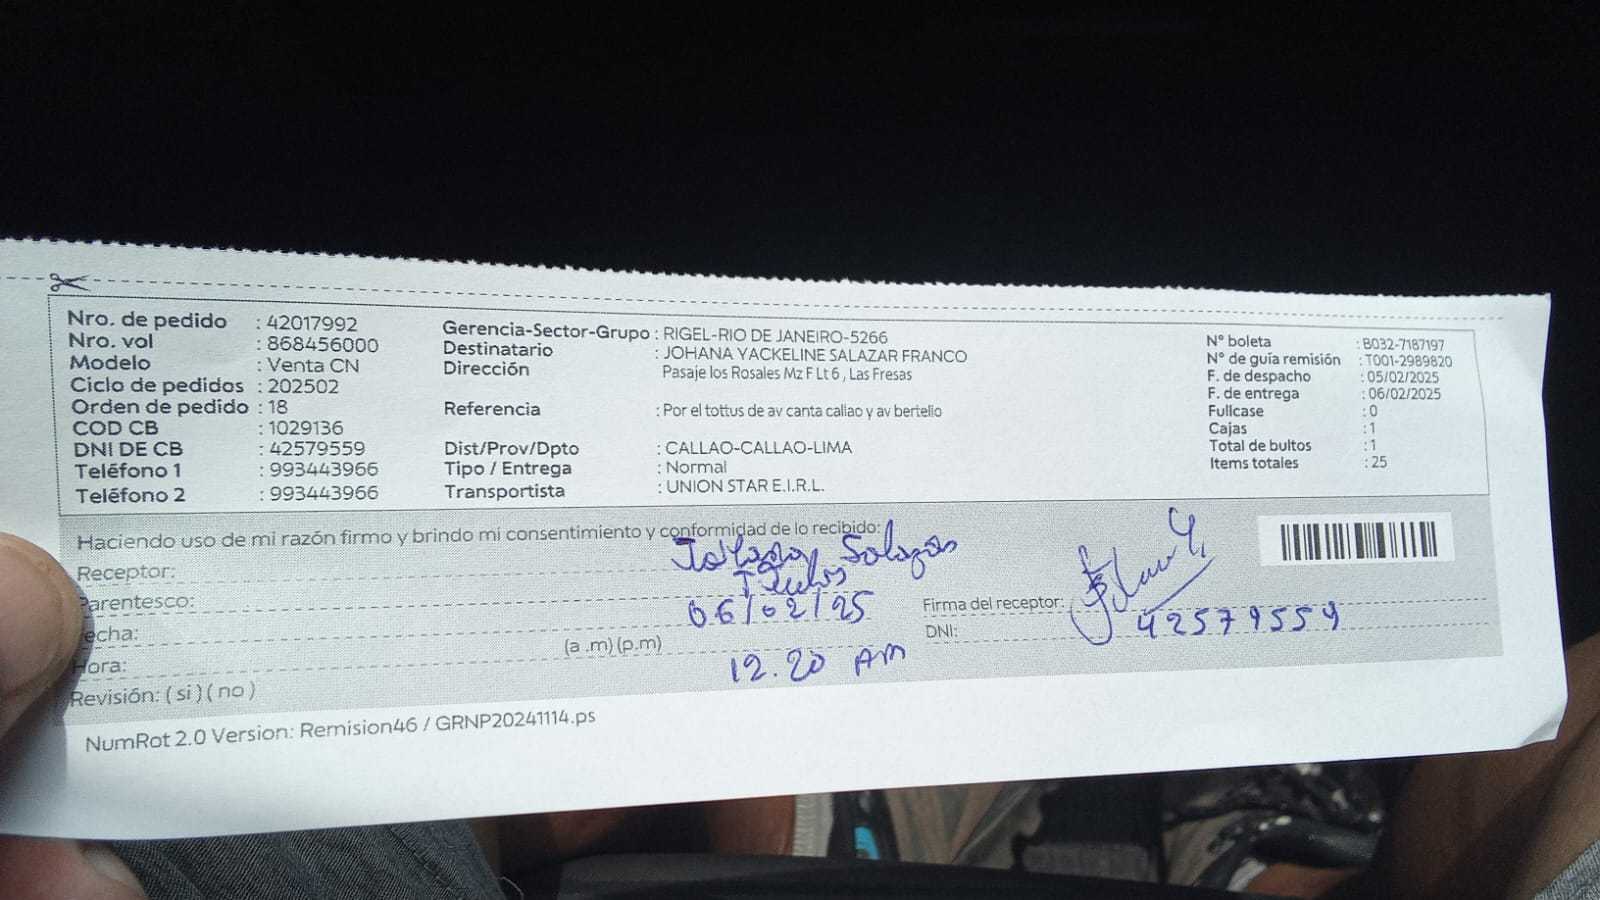 Nro. de pedido : 42017992
Nro. vol : 868456000
Modelo : Venta CN
Ciclo de pedidos : 202502
Orden de pedido : 18
COD CB : 1029136
DNI DE CB : 42579559
Teléfono 1 : 993443966
Teléfono 2 : 993443966
Gerencia-Sector-Grupo : RIGEL-RIO DE JANEIRO-5266
Destinatario : JOHANA YACKELINE SALAZAR FRANCO
Dirección Pasaje los Rosales Mz F Lt 6 , Las Fresas
Referencia : Por el tottus de av canta callao y av bertello
Dist/Prov/Dpto : CALLAO-CALLAO-LIMA
Tipo / Entrega : Normal
Transportista : UNION STAR E.I.R.L.
N° boleta : B032-7187197
N° de guía remisión : T001-2989820
F. de despacho : 05/02/2025
F. de entrega : 06/02/2025
Fullcase : 0
Cajas : 1
Total de bultos : 1
Items totales : 25
Haciendo uso de mi razón firmo y brindo mi consentimiento y conformidad de lo recibido:
Receptor: Salazar
Parentesco:
echa: 06/02/25
Hora: (a .m) (p.m) 12.20 AM
Revisión: ( si ) ( no )
Firma del receptor:
DNI: 42579559
NumRot 2.0 Version: Remision46 / GRNP20241114.ps